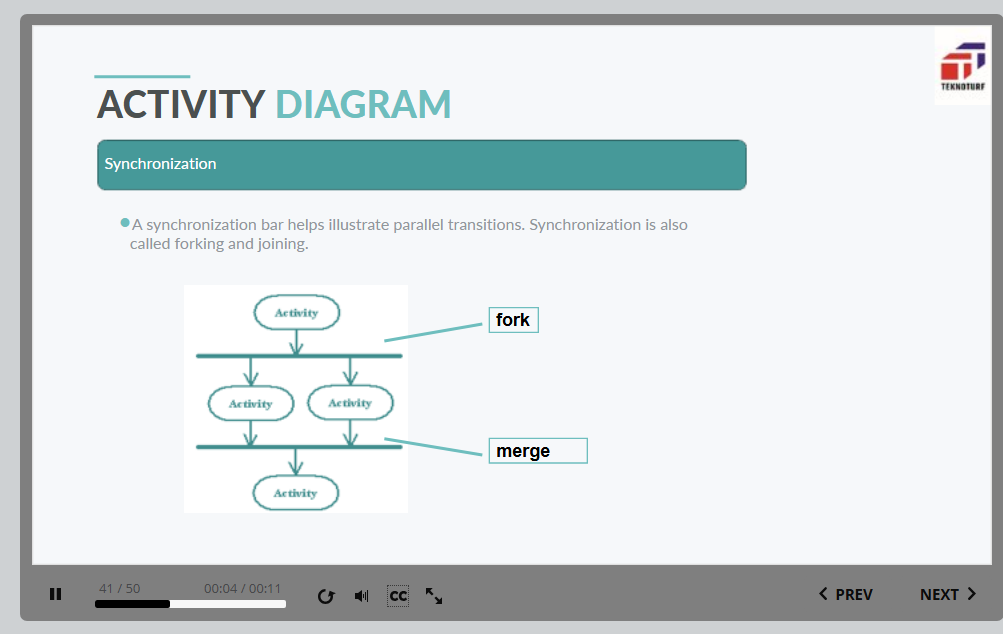 TEKNOTURF
ACTIVITY DIAGRAM
Synchronization
A synchronization bar helps illustrate parallel transitions. Synchronization is also
called forking and joining.
Activity
fork
Activity
Activity
merge
Activity
41 / 50
00:04 / 00:11
CC
PREV
NEXT